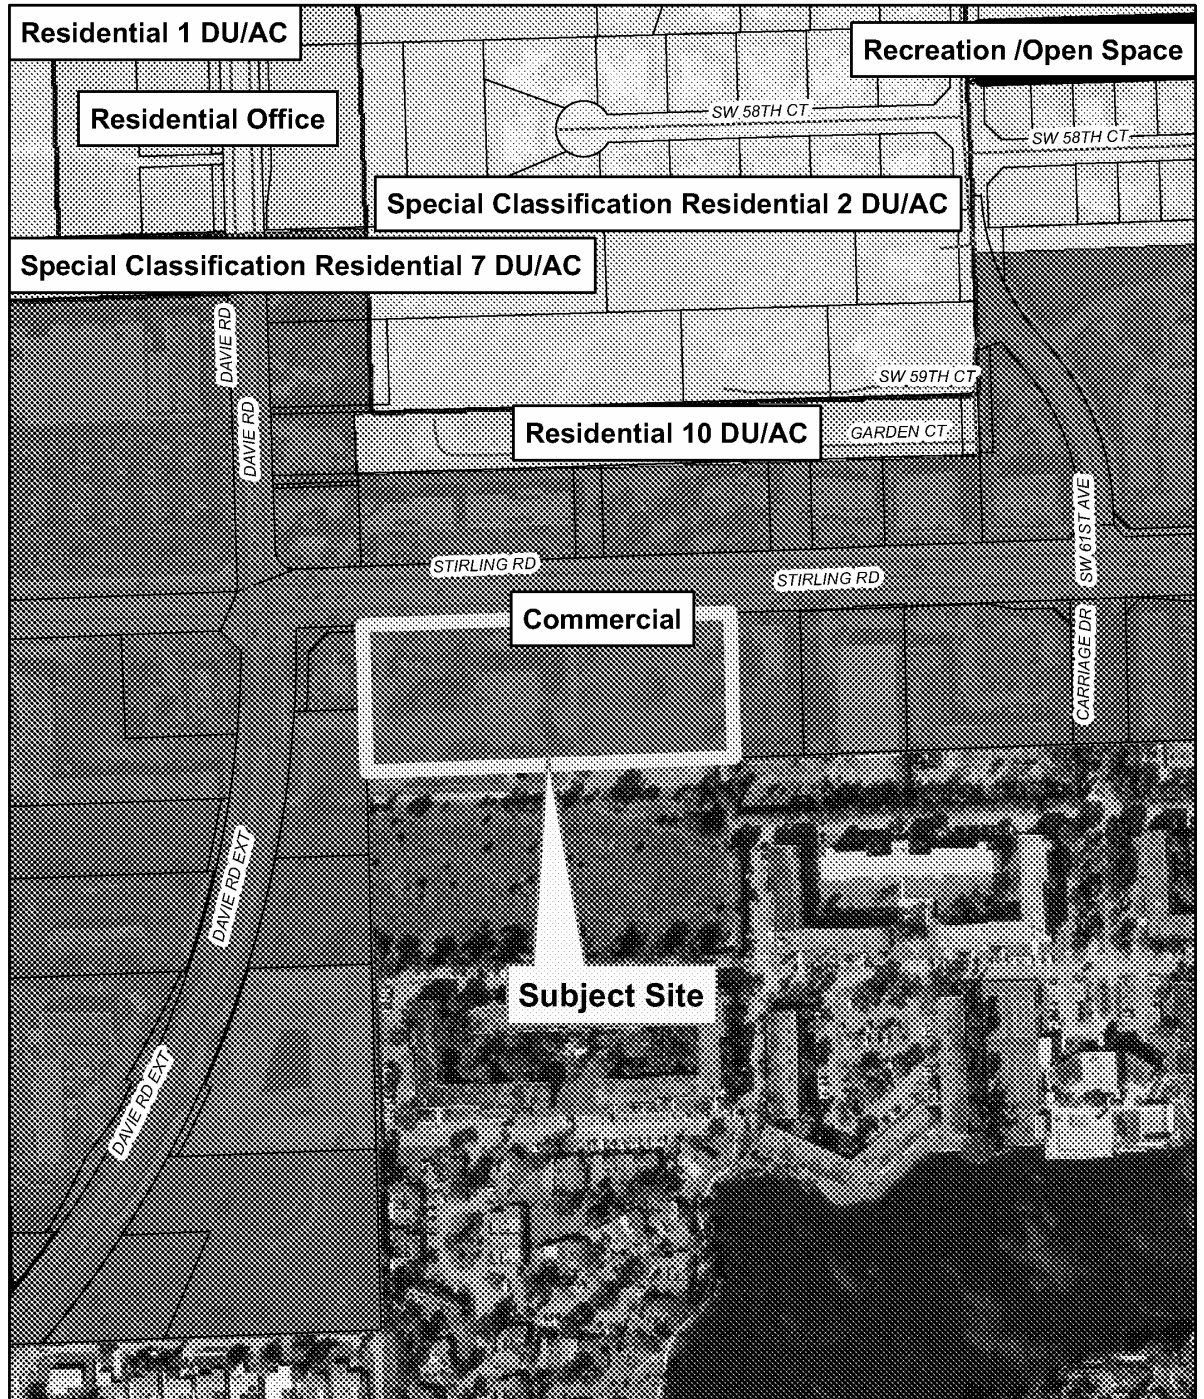 Residential 1 DU/AC
Recreation /Open Space
Residential Office
SW 58TH CT
SW 58TH CT
Special Classification Residential 2 DU/AC
Special Classification Residential 7 DU/AC
DAVIE RD
SW 59TH CT
DAVIE RD
Residential 10 DU/AC
GARDEN CT
SW 61ST AVE
STIRLING RD
STIRLING RD
Commercial
CARRIAGE DR
DAVIE RD EXT
Subject Site
DAVIE RD EXT